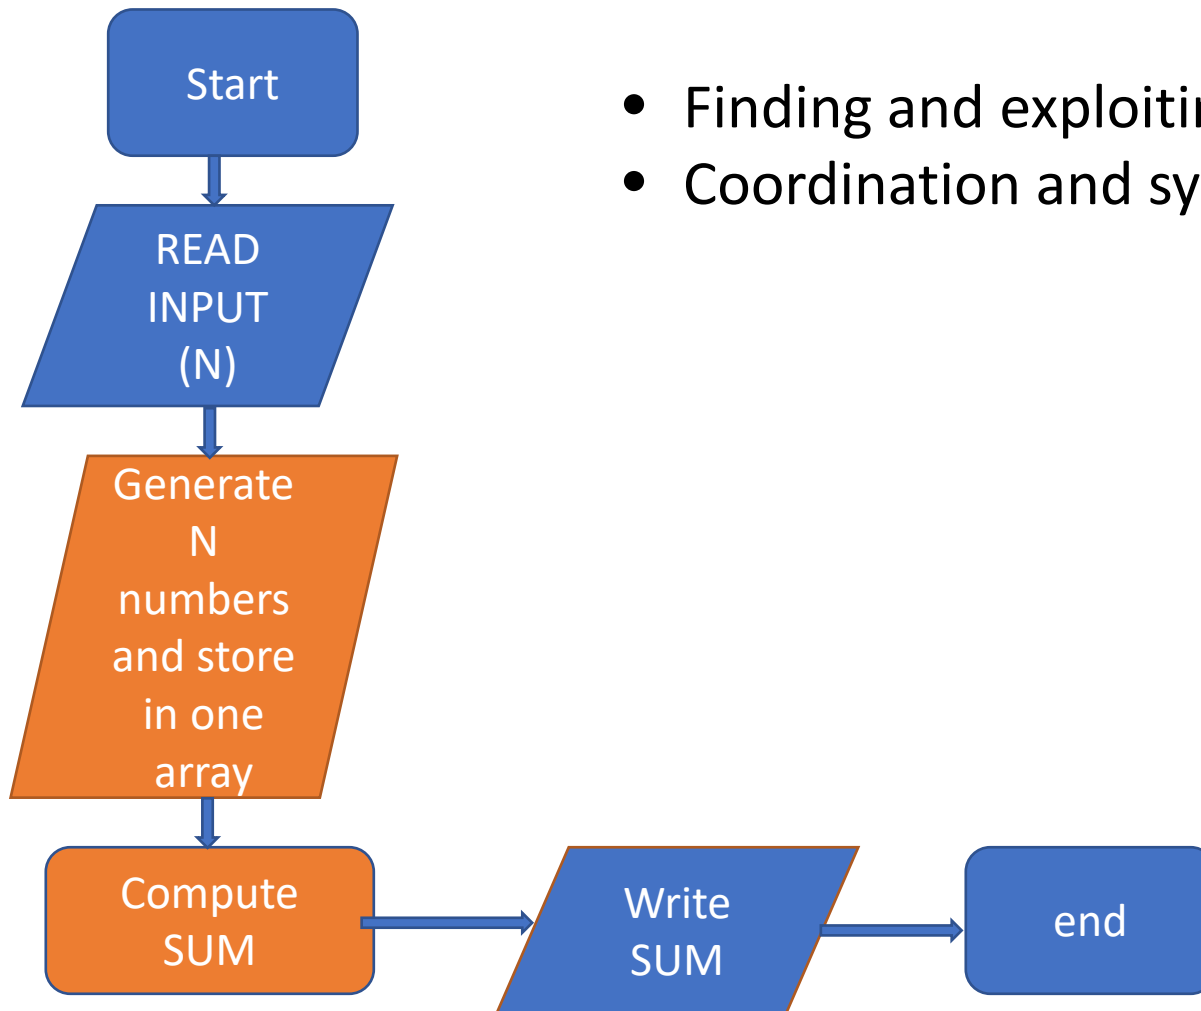 Start
• Finding and exploitin
• Coordination and sy
READ
INPUT
(N)
Generate
N
numbers
and store
in one
array
Compute
SUM
Write
SUM
end